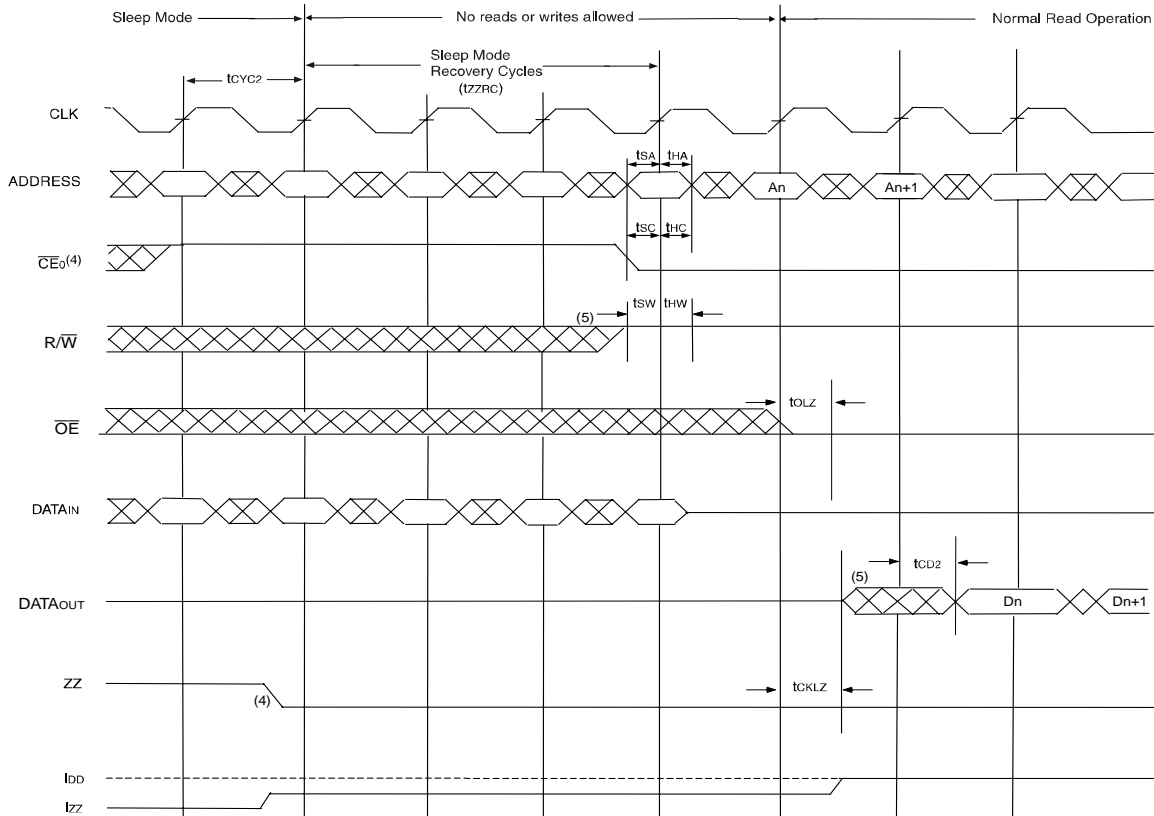 Sleep Mode
No reads or writes allowed
Normal Read Operation
Sleep Mode
Recovery Cycles
(tZZRC)
tCYC2
CLK
tSA tHA
ADDRESS
An
An+1
tSC tHC
CE0(4)
tSW tHW
(5)
R/W
tOLZ
OE
DATAIN
(5)
tCD2
DATAOUT
Dn
Dn+1
ZZ
(4)
tCKLZ
IDD
IZZ